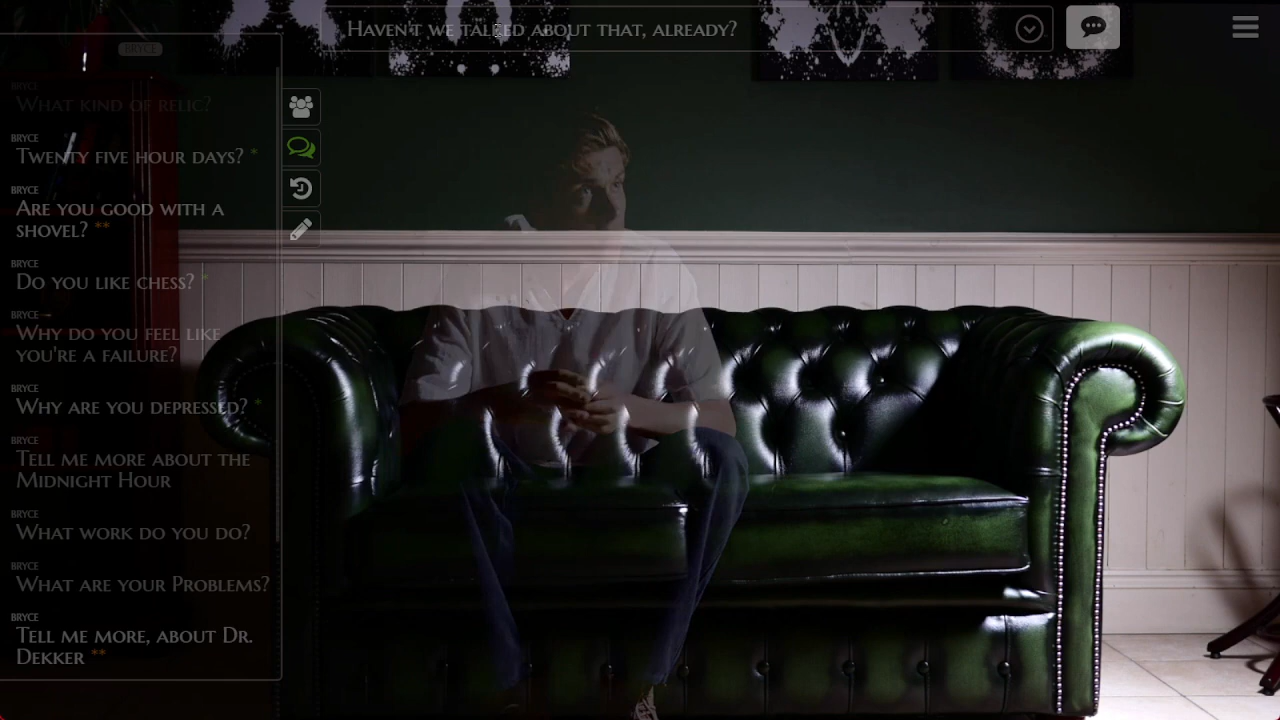 Haven't we talked about that, already?
BRYCE
BRYCE
What kind of relic?
BRYCE
Twenty five hour days? *
BRYCE
Are you good with a
shovel? **
BRYCE
Do you like chess? *
BRYCE
Why do you feel like
you're a failure?
BRYCE
Why are you depressed? *
BRYCE
Tell me more about the
Midnight Hour
BRYCE
What work do you do?
BRYCE
What are your Problems?
BRYCE
Tell me more, about Dr.
Dekker **